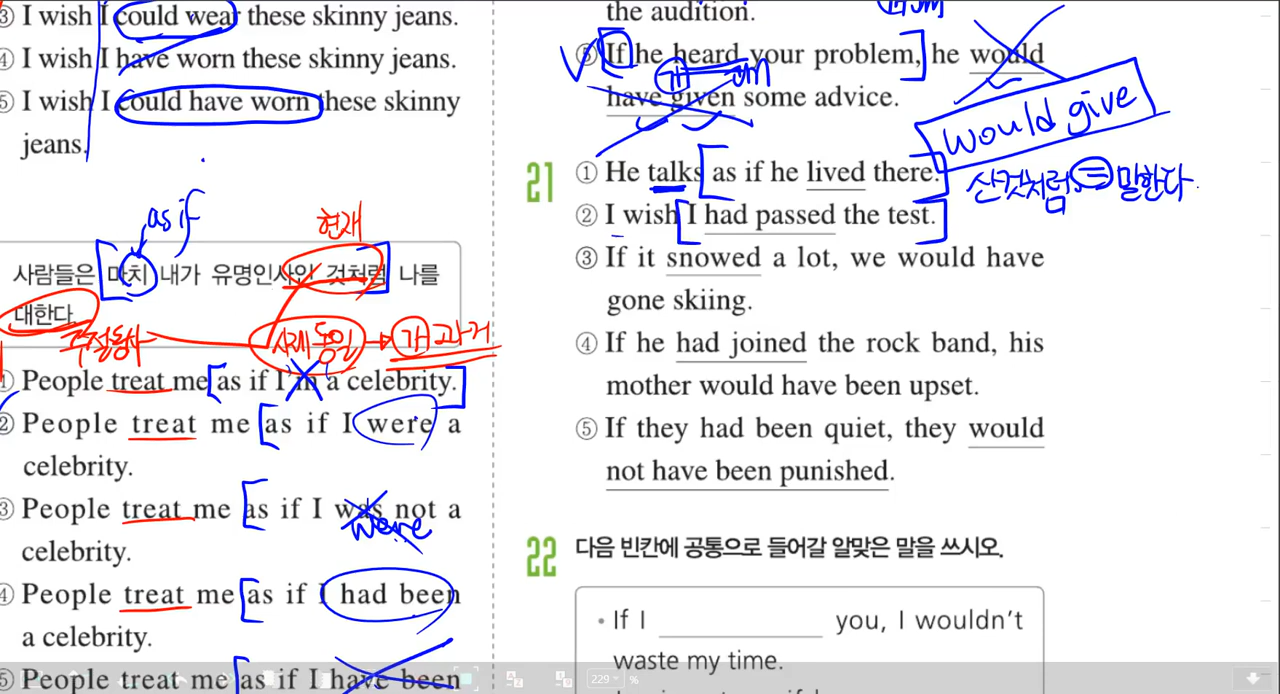 ③ I wish I could wear these skinny jeans.
④ I wish I have worn these skinny jeans.
⑤ I wish I could have worn these skinny
jeans.
as if
현재
사람들은 마치 내가 유명인사인 것처럼 나를
대한다.
주절동사
시제 동일 → 가 과거
① People treat me as if I'm a celebrity.
② People treat me as if I were a
celebrity.
③ People treat me as if I was not a
were
celebrity.
④ People treat me as if I had been
a celebrity.
⑤ People treat me as if I have been
the audition.
⑤ If he heard your problem, he would
have given some advice.
would give
21
① He talks as if he lived there.
산것처럼 = 말한다.
② I wish I had passed the test.
③ If it snowed a lot, we would have
gone skiing.
④ If he had joined the rock band, his
mother would have been upset.
⑤ If they had been quiet, they would
not have been punished.
22 다음 빈칸에 공통으로 들어갈 알맞은 말을 쓰시오.
• If I ____________ you, I wouldn't
waste my time.
229 %